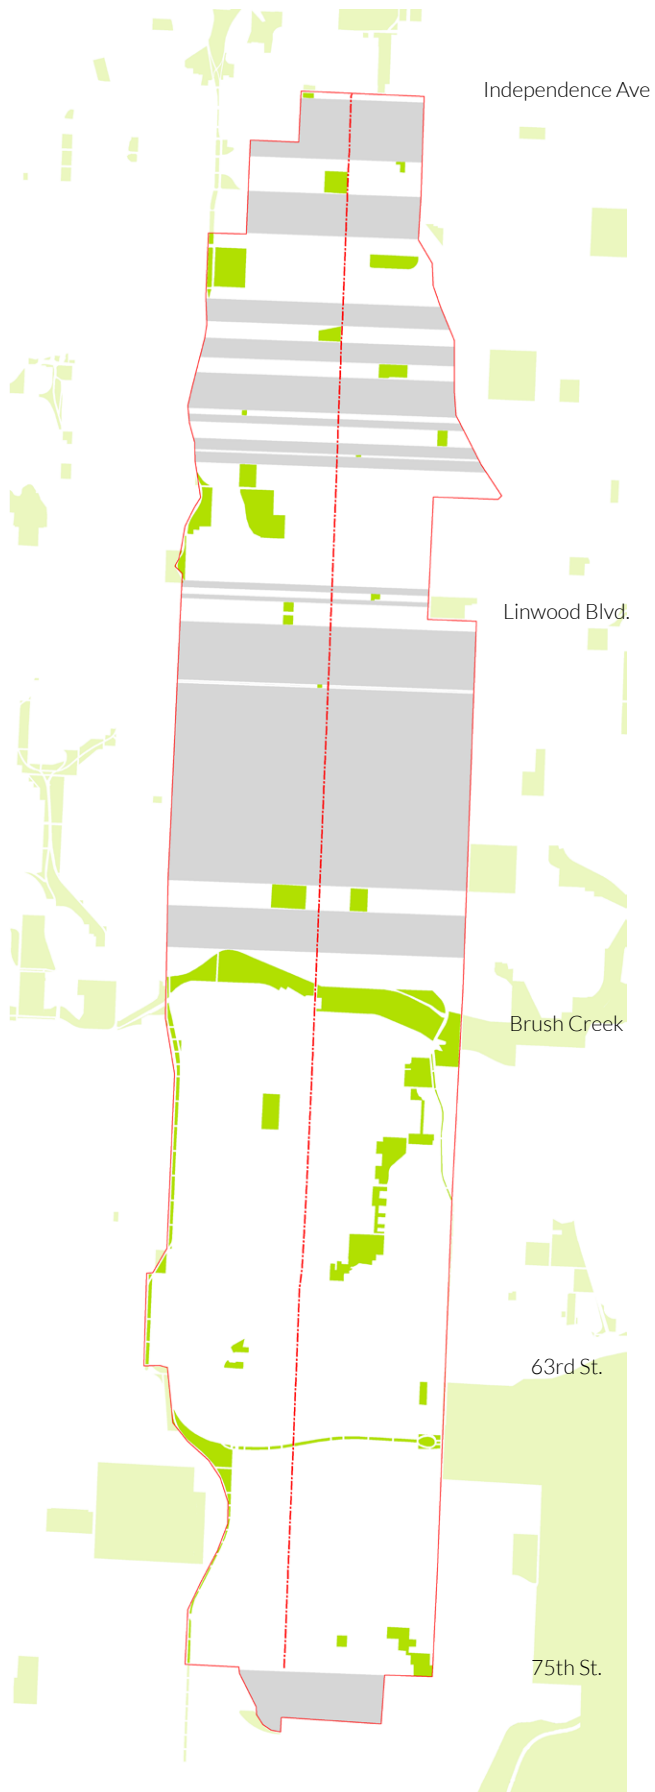 Independence Ave
Linwood Blvd.
Brush Creek
63rd St.
75th St.